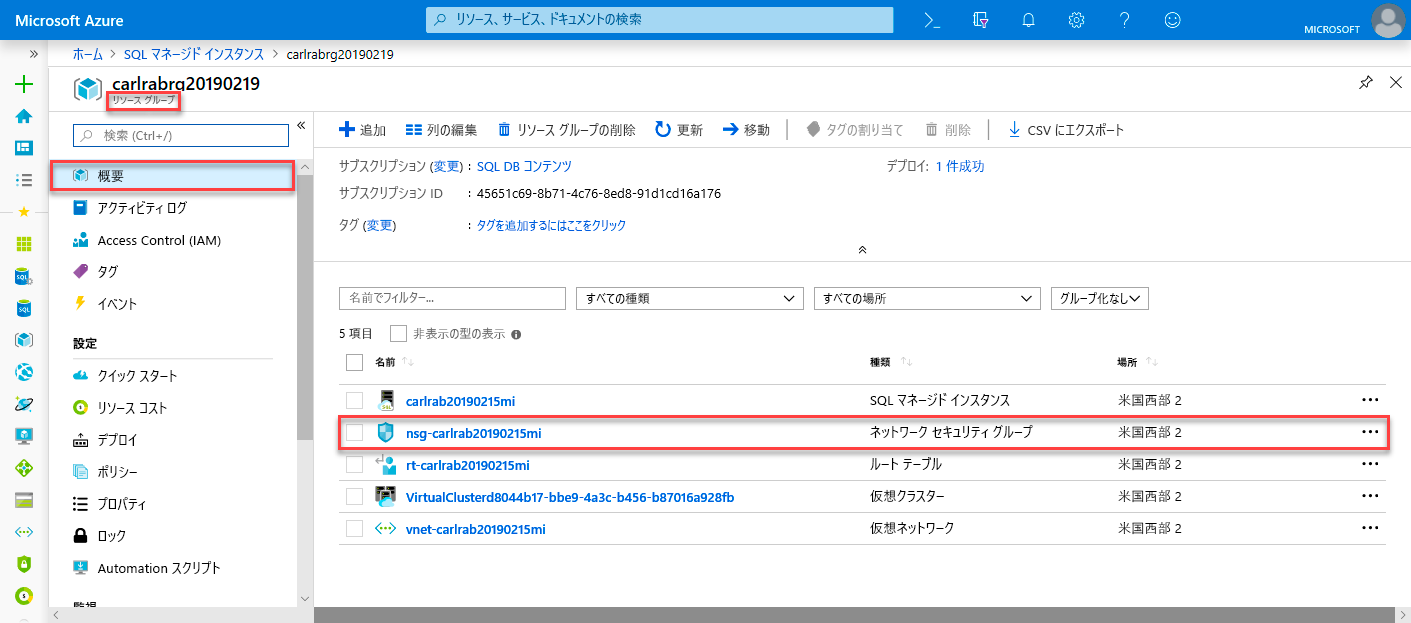 Microsoft Azure
リソース、サービス、ドキュメントの検索
MICROSOFT
ホーム > SQL マネージド インスタンス > carlrabrg20190219
carlrabrg20190219
リソース グループ
検索 (Ctrl+/)
概要
アクティビティ ログ
Access Control (IAM)
タグ
イベント
設定
クイック スタート
リソース コスト
デプロイ
ポリシー
プロパティ
ロック
Automation スクリプト
監視
追加 列の編集 リソース グループの削除 更新 移動 タグの割り当て 削除 CSV にエクスポート
サブスクリプション (変更) : SQL DB コンテンツ デプロイ: 1 件成功
サブスクリプション ID : 45651c69-8b71-4c76-8ed8-91d1cd16a176
タグ (変更) : タグを追加するにはここをクリック
名前でフィルター... すべての種類 すべての場所 グループ化なし
5 項目 非表示の型の表示
名前 種類 場所
carlrab20190215mi SQL マネージド インスタンス 米国西部 2
nsg-carlrab20190215mi ネットワーク セキュリティ グループ 米国西部 2
rt-carlrab20190215mi ルート テーブル 米国西部 2
VirtualClusterd8044b17-bbe9-4a3c-b456-b87016a928fb 仮想クラスター 米国西部 2
vnet-carlrab20190215mi 仮想ネットワーク 米国西部 2